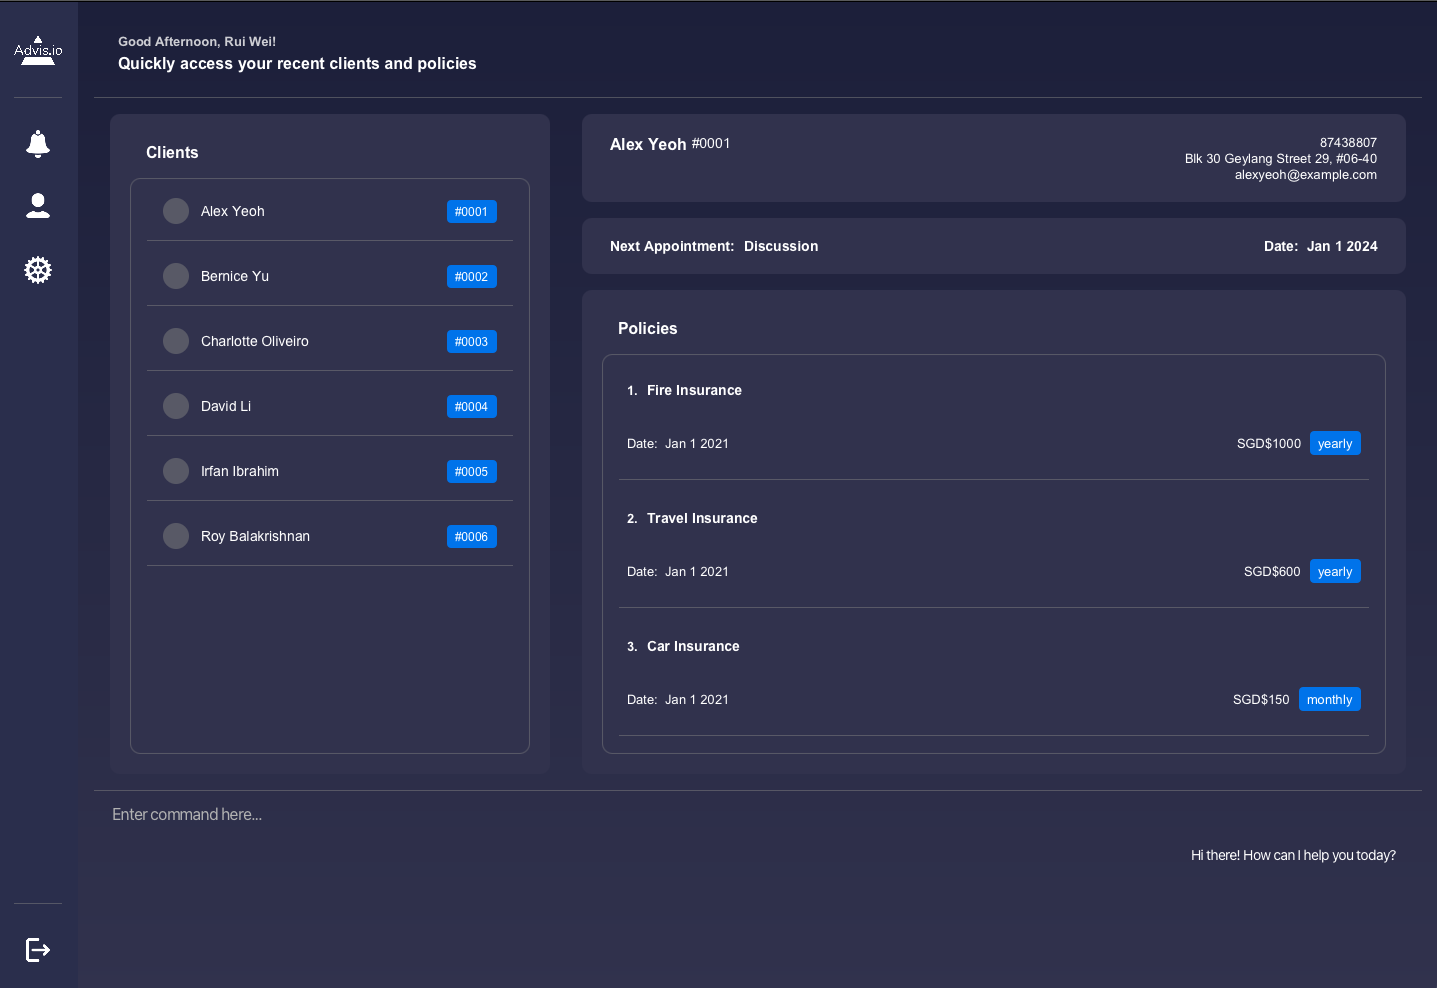 Advis.io
Good Afternoon, Rui Wei!
Quickly access your recent clients and policies
Clients
Alex Yeoh #0001
Bernice Yu #0002
Charlotte Oliveiro #0003
David Li #0004
Irfan Ibrahim #0005
Roy Balakrishnan #0006
Alex Yeoh #0001
87438807
Blk 30 Geylang Street 29, #06-40
alexyeoh@example.com
Next Appointment: Discussion Date: Jan 1 2024
Policies
1. Fire Insurance
Date: Jan 1 2021 SGD$1000 yearly
2. Travel Insurance
Date: Jan 1 2021 SGD$600 yearly
3. Car Insurance
Date: Jan 1 2021 SGD$150 monthly
Enter command here...
Hi there! How can I help you today?